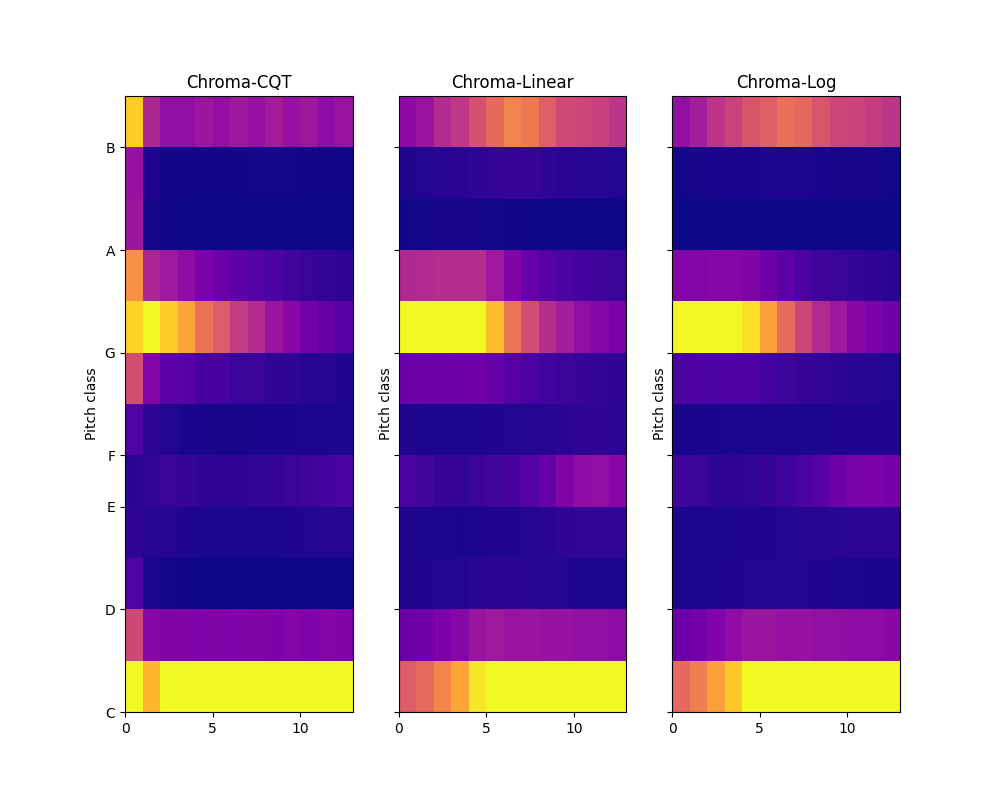 Chroma-CQT
Chroma-Linear
Chroma-Log
B
A
G
F
E
D
C
Pitch class
Pitch class
Pitch class
0 5 10
0 5 10
0 5 10